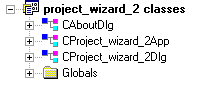 project_wizard_2 classes
CAboutDlg
CProject_wizard_2App
CProject_wizard_2Dlg
Globals